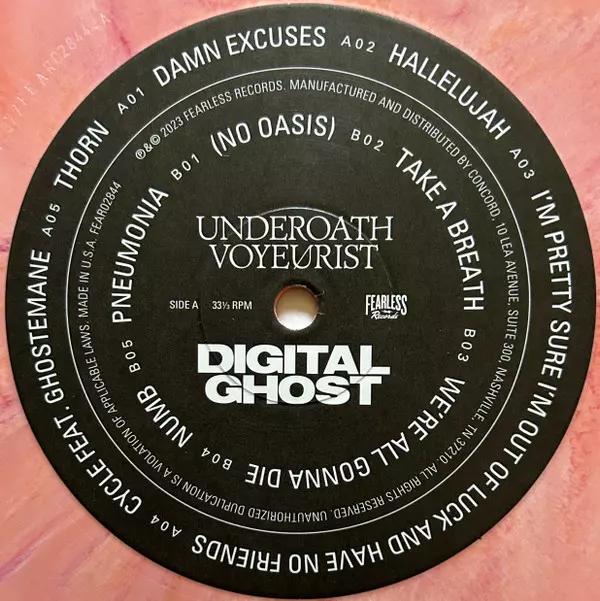 A01 DAMN EXCUSES
A02 HALLELUJAH
A03 I'M PRETTY SURE I'M OUT OF LUCK AND HAVE NO FRIENDS
A04 CYCLE FEAT. GHOSTEMANE
A05 THORN
℗&© 2023 FEARLESS RECORDS. MANUFACTURED AND DISTRIBUTED BY CONCORD, 10 LEA AVENUE, SUITE 300, NASHVILLE, TN 37210. ALL RIGHTS RESERVED. UNAUTHORIZED DUPLICATION IS A VIOLATION OF APPLICABLE LAWS. MADE IN U.S.A. FEAR02844
B01 (NO OASIS)
B02 TAKE A BREATH
B03 WE'RE ALL GONNA DIE
B04 NUMB
B05 PNEUMONIA
UNDEROATH
VOYEURIST
SIDE A 33⅓ RPM
FEARLESS
Records
DIGITAL
GHOST
FEAR02844-A